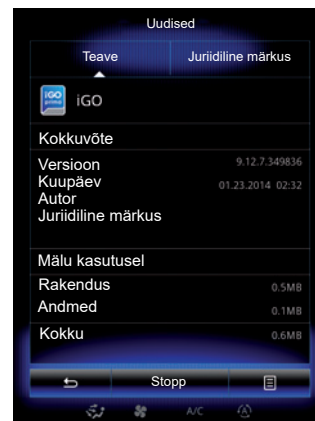 Uudised
Teave Juriidiline märkus
iGO prime iGO
Kokkuvõte
Versioon 9.12.7.349836
Kuupäev 01.23.2014 02:32
Autor
Juriidiline märkus
Mälu kasutusel
Rakendus 0.5MB
Andmed 0.1MB
Kokku 0.6MB
Stopp
A/C A